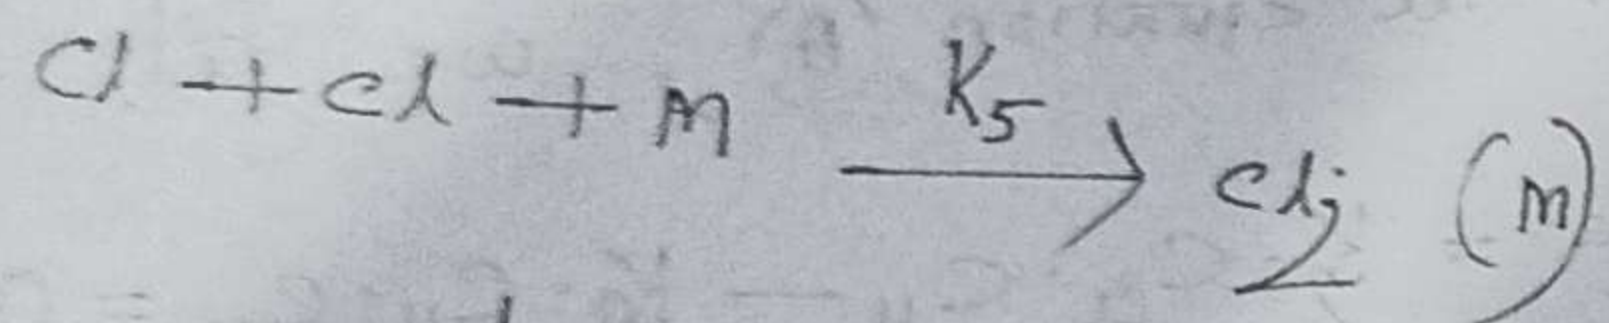 Cl + Cl + M K5 → Cl2 (M)